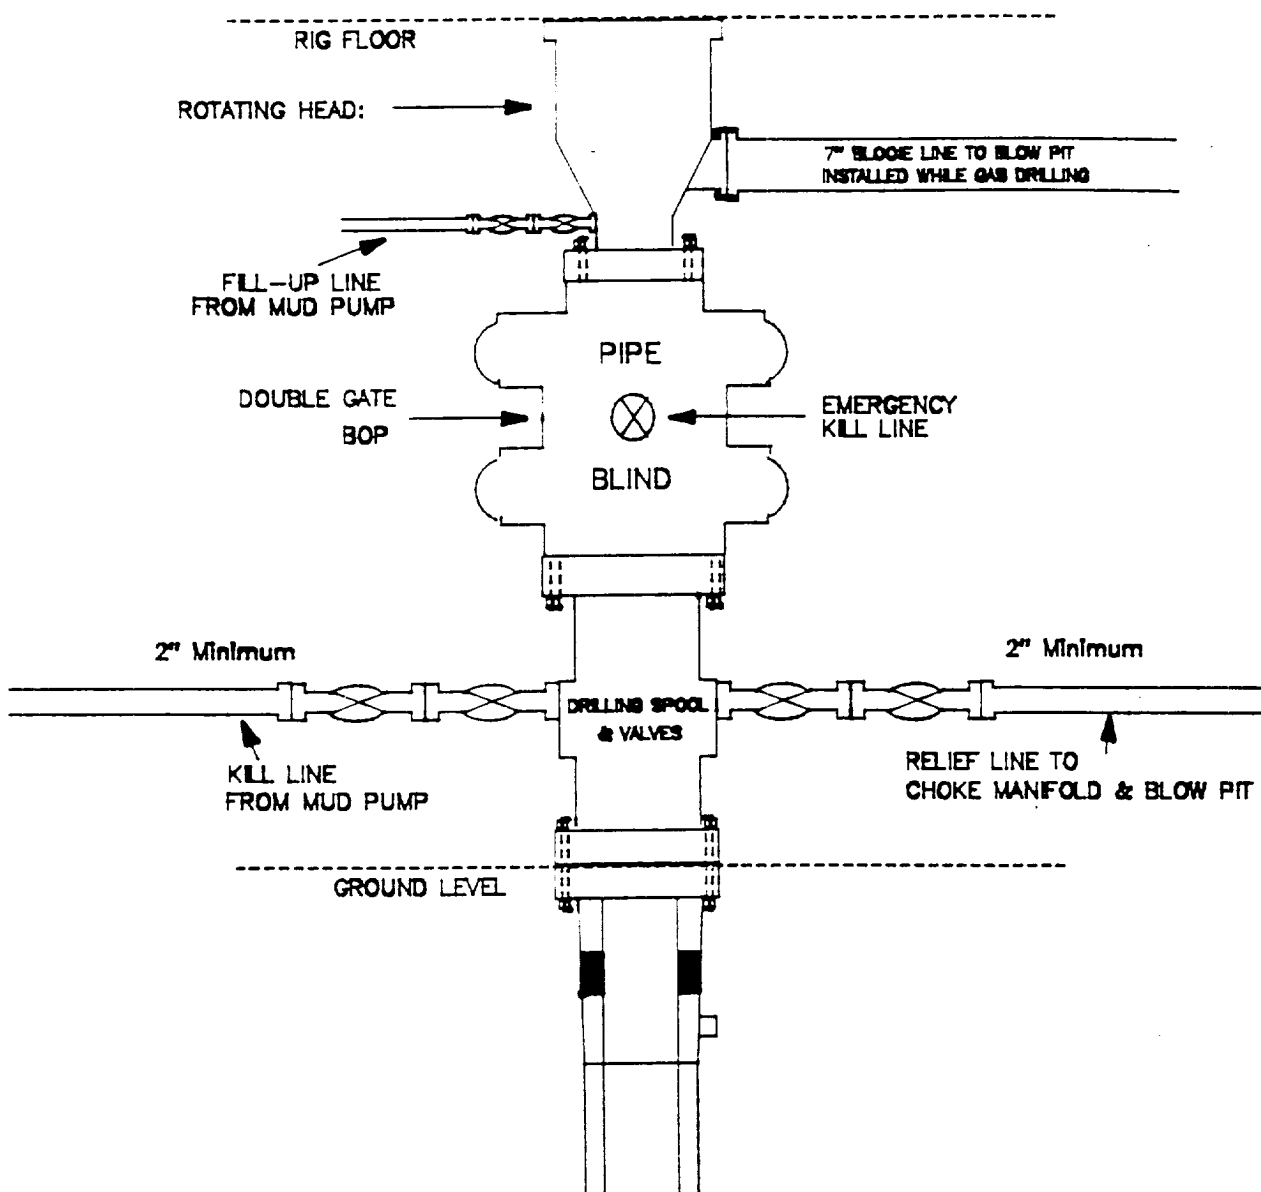 RIG FLOOR
ROTATING HEAD:
7" BLOOIE LINE TO BLOW PIT
INSTALLED WHILE GAS DRILLING
FILL-UP LINE
FROM MUD PUMP
PIPE
DOUBLE GATE
BOP
EMERGENCY
KILL LINE
BLIND
2" Minimum
2" Minimum
DRILLING SPOOL
& VALVES
KILL LINE
FROM MUD PUMP
RELIEF LINE TO
CHOKE MANIFOLD & BLOW PIT
GROUND LEVEL